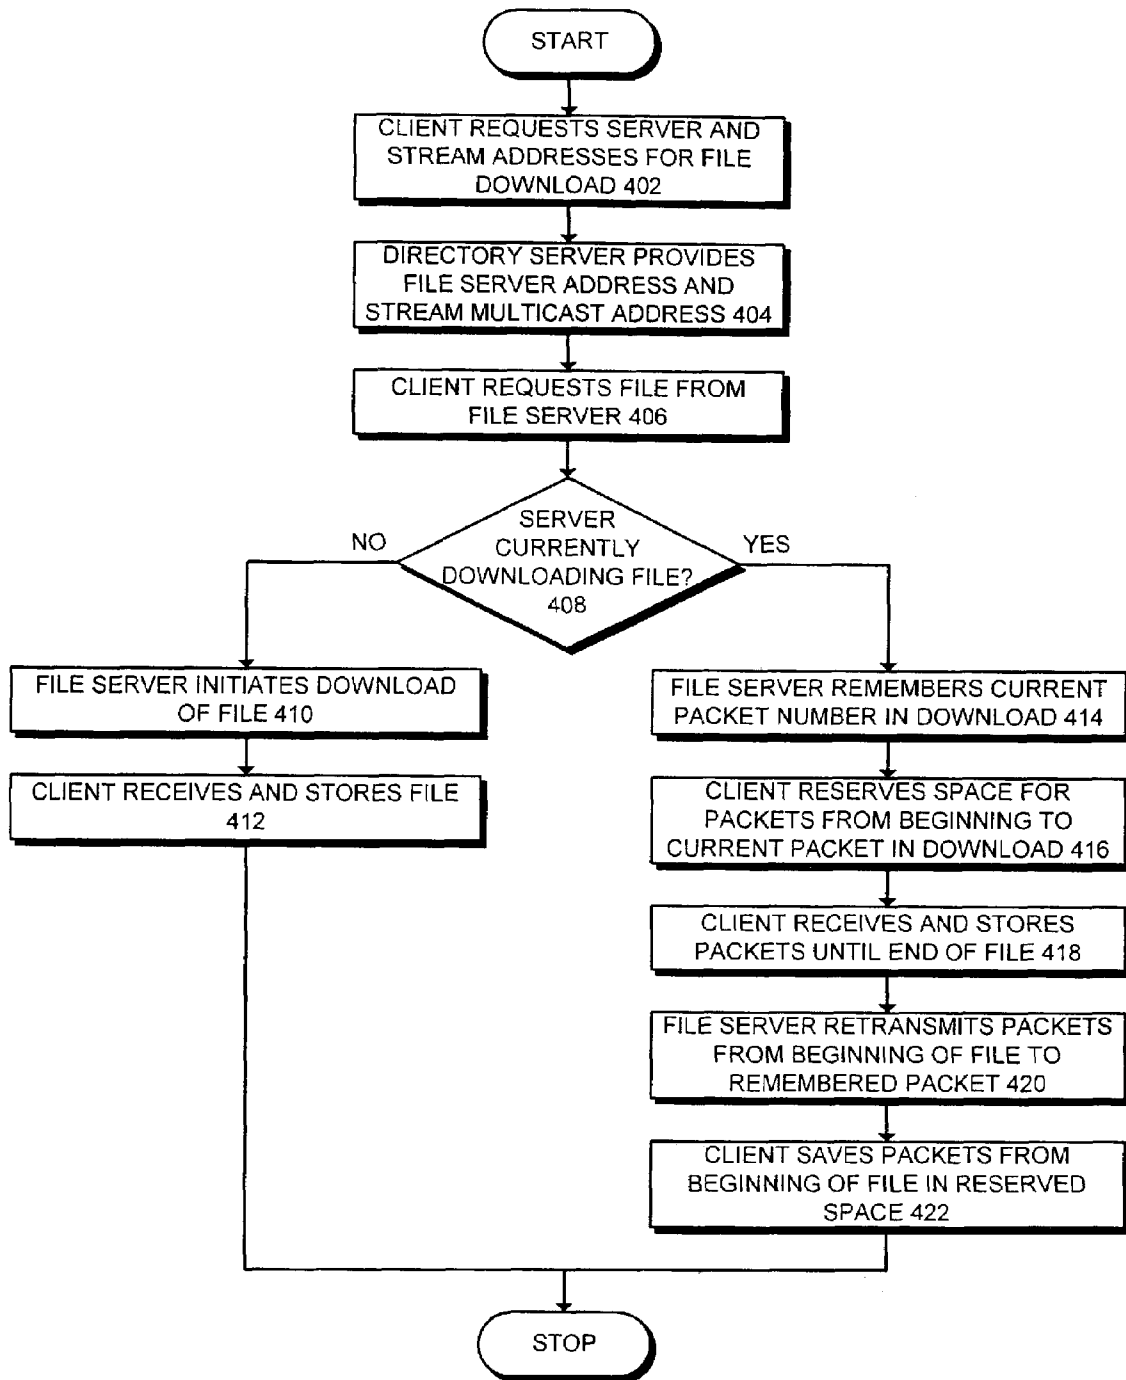 START
CLIENT REQUESTS SERVER AND
STREAM ADDRESSES FOR FILE
DOWNLOAD 402
DIRECTORY SERVER PROVIDES
FILE SERVER ADDRESS AND
STREAM MULTICAST ADDRESS 404
CLIENT REQUESTS FILE FROM
FILE SERVER 406
SERVER
CURRENTLY
DOWNLOADING FILE?
408
NO
YES
FILE SERVER INITIATES DOWNLOAD
OF FILE 410
CLIENT RECEIVES AND STORES FILE
412
FILE SERVER REMEMBERS CURRENT
PACKET NUMBER IN DOWNLOAD 414
CLIENT RESERVES SPACE FOR
PACKETS FROM BEGINNING TO
CURRENT PACKET IN DOWNLOAD 416
CLIENT RECEIVES AND STORES
PACKETS UNTIL END OF FILE 418
FILE SERVER RETRANSMITS PACKETS
FROM BEGINNING OF FILE TO
REMEMBERED PACKET 420
CLIENT SAVES PACKETS FROM
BEGINNING OF FILE IN RESERVED
SPACE 422
STOP